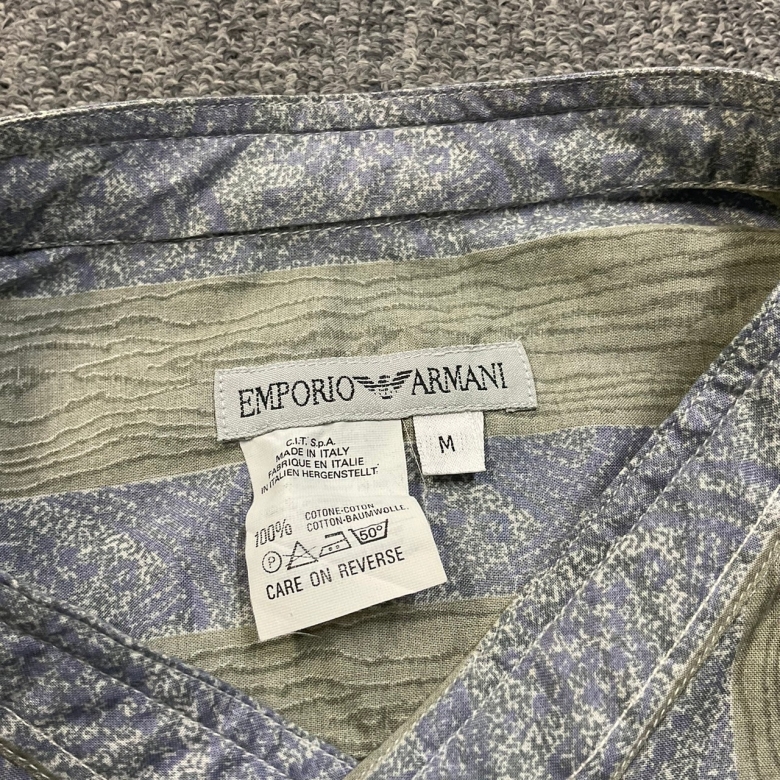 EMPORIO ARMANI
M
C.I.T. S.p.A.
MADE IN ITALY
FABRIQUE EN ITALIE
IN ITALIEN HERGENSTELLT.
100% COTONE-COTON
COTTON-BAUMWOLLE.
P 50°
CARE ON REVERSE